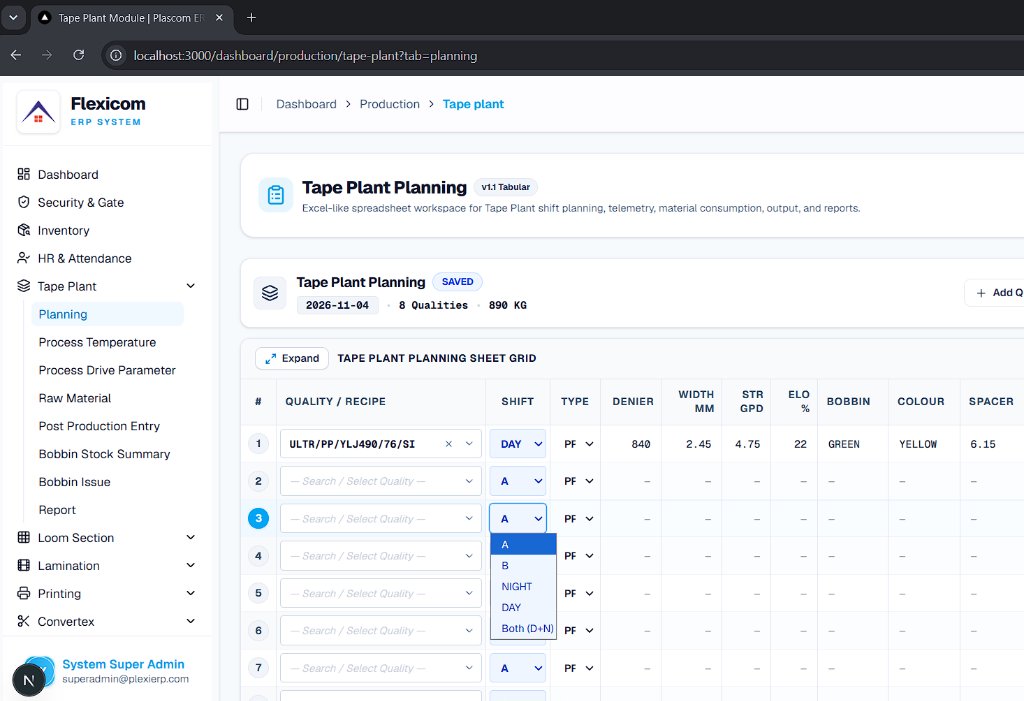 Tape Plant Module | Plascom ER
localhost:3000/dashboard/production/tape-plant?tab=planning
Flexicom
ERP SYSTEM
Dashboard > Production > Tape plant
Dashboard
Security & Gate
Inventory
HR & Attendance
Tape Plant
Planning
Process Temperature
Process Drive Parameter
Raw Material
Post Production Entry
Bobbin Stock Summary
Bobbin Issue
Report
Loom Section
Lamination
Printing
Convertex
N
System Super Admin
superadmin@plexierp.com
Tape Plant Planning v1.1 Tabular
Excel-like spreadsheet workspace for Tape Plant shift planning, telemetry, material consumption, output, and reports.
Tape Plant Planning SAVED
2026-11-04 · 8 Qualities · 890 KG
+ Add Q
Expand TAPE PLANT PLANNING SHEET GRID
# QUALITY / RECIPE SHIFT TYPE DENIER WIDTH MM STR GPD ELO % BOBBIN COLOUR SPACER
1 ULTR/PP/YLJ490/76/SI × DAY PF 840 2.45 4.75 22 GREEN YELLOW 6.15
2 — Search / Select Quality — A PF – – – – – – –
3 — Search / Select Quality — A PF – – – – – – –
4 — Search / Select Quality — PF – – – – – – –
5 — Search / Select Quality — PF – – – – – – –
6 — Search / Select Quality — PF – – – – – – –
7 — Search / Select Quality — A PF – – – – – – –
A
B
NIGHT
DAY
Both (D+N)